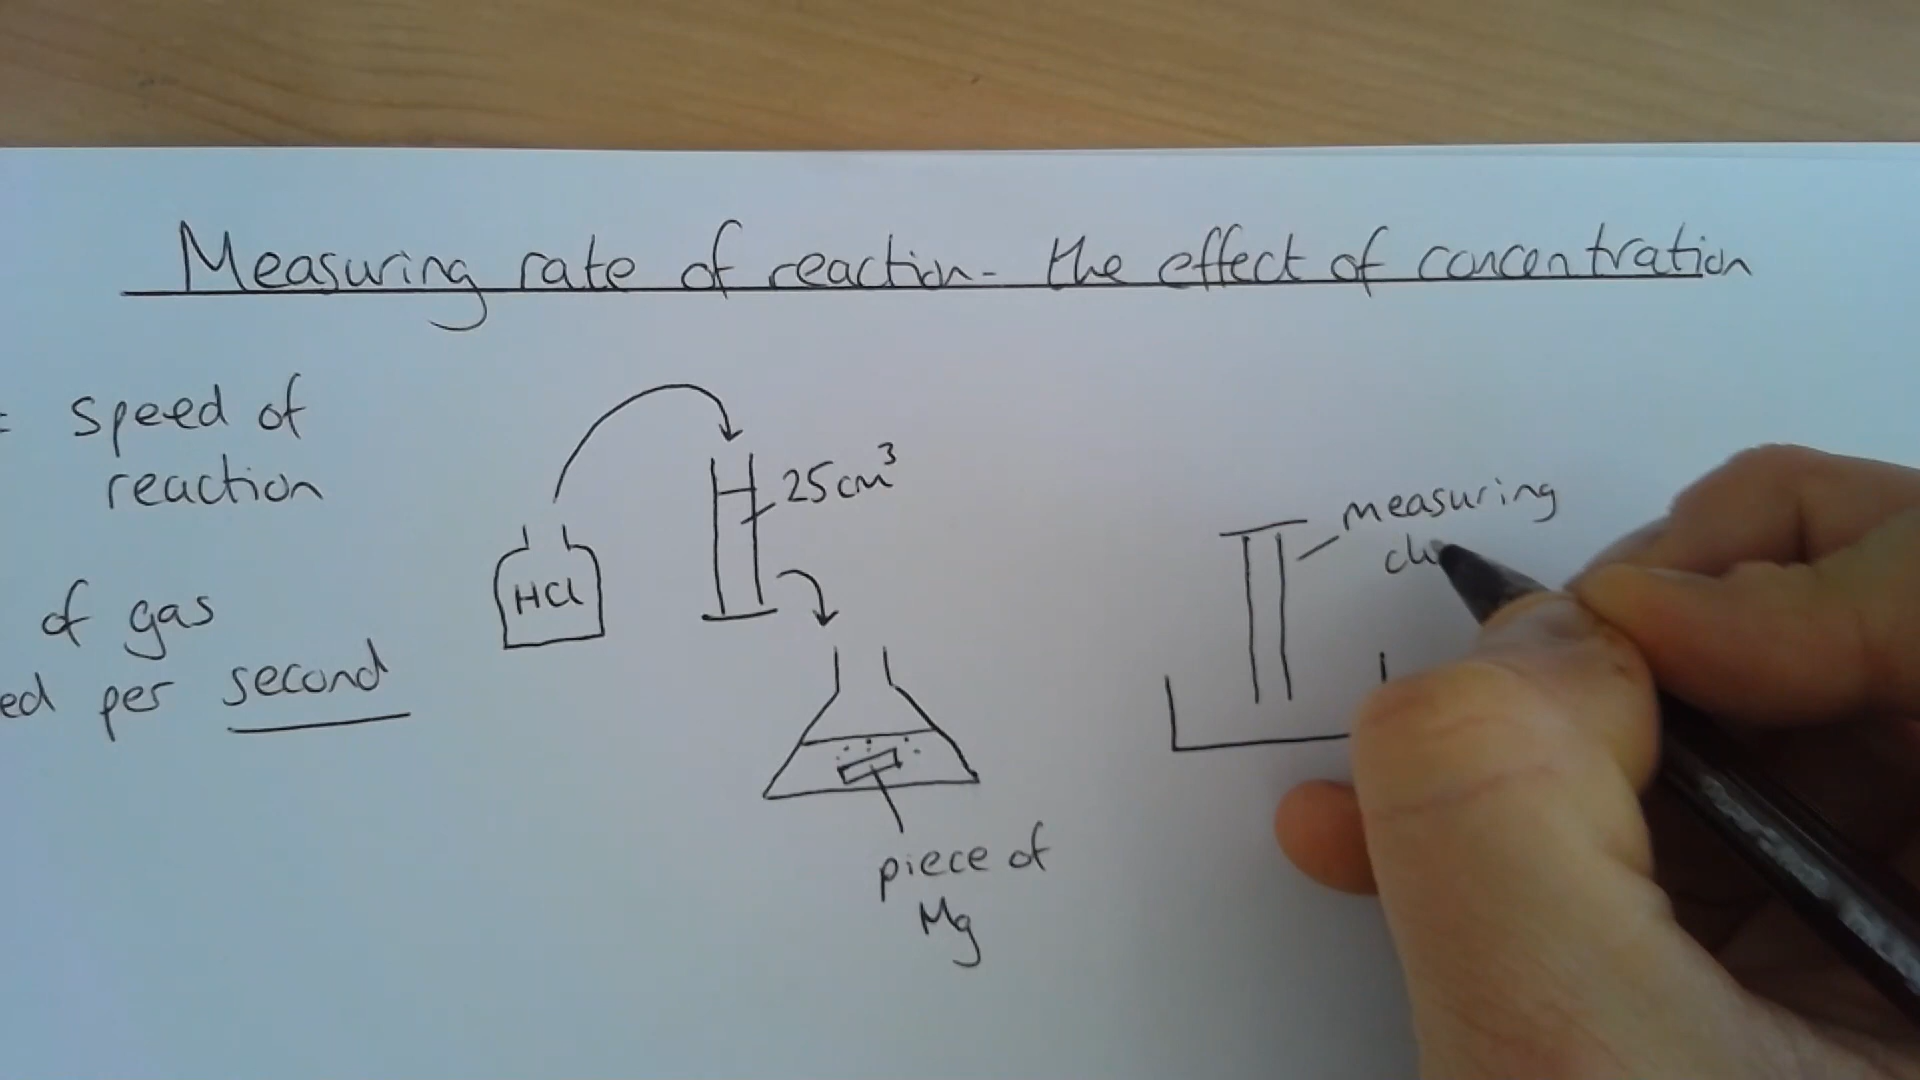 Measuring rate of reaction - the effect of concentration
= speed of
reaction
of gas
ed per second
HCl
25cm³
piece of
Mg
measuring